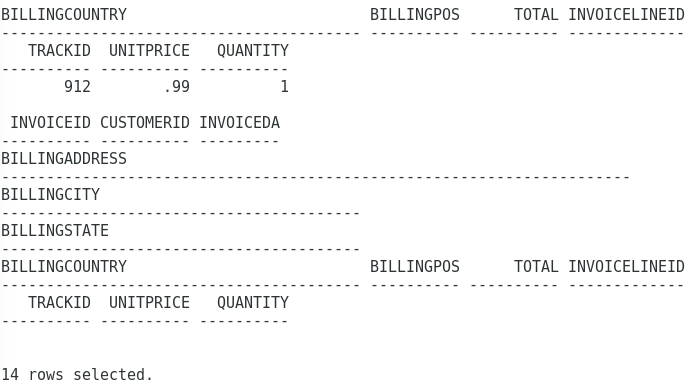 BILLINGCOUNTRY                           BILLINGPOS      TOTAL INVOICELINEID
---------------------------------------- ---------- ---------- -------------
   TRACKID  UNITPRICE   QUANTITY
---------- ---------- ----------
       912        .99          1
 INVOICEID CUSTOMERID INVOICEDA
---------- ---------- ---------
BILLINGADDRESS
----------------------------------------------------------------------
BILLINGCITY
----------------------------------------
BILLINGSTATE
----------------------------------------
BILLINGCOUNTRY                           BILLINGPOS      TOTAL INVOICELINEID
---------------------------------------- ---------- ---------- -------------
   TRACKID  UNITPRICE   QUANTITY
---------- ---------- ----------
14 rows selected.